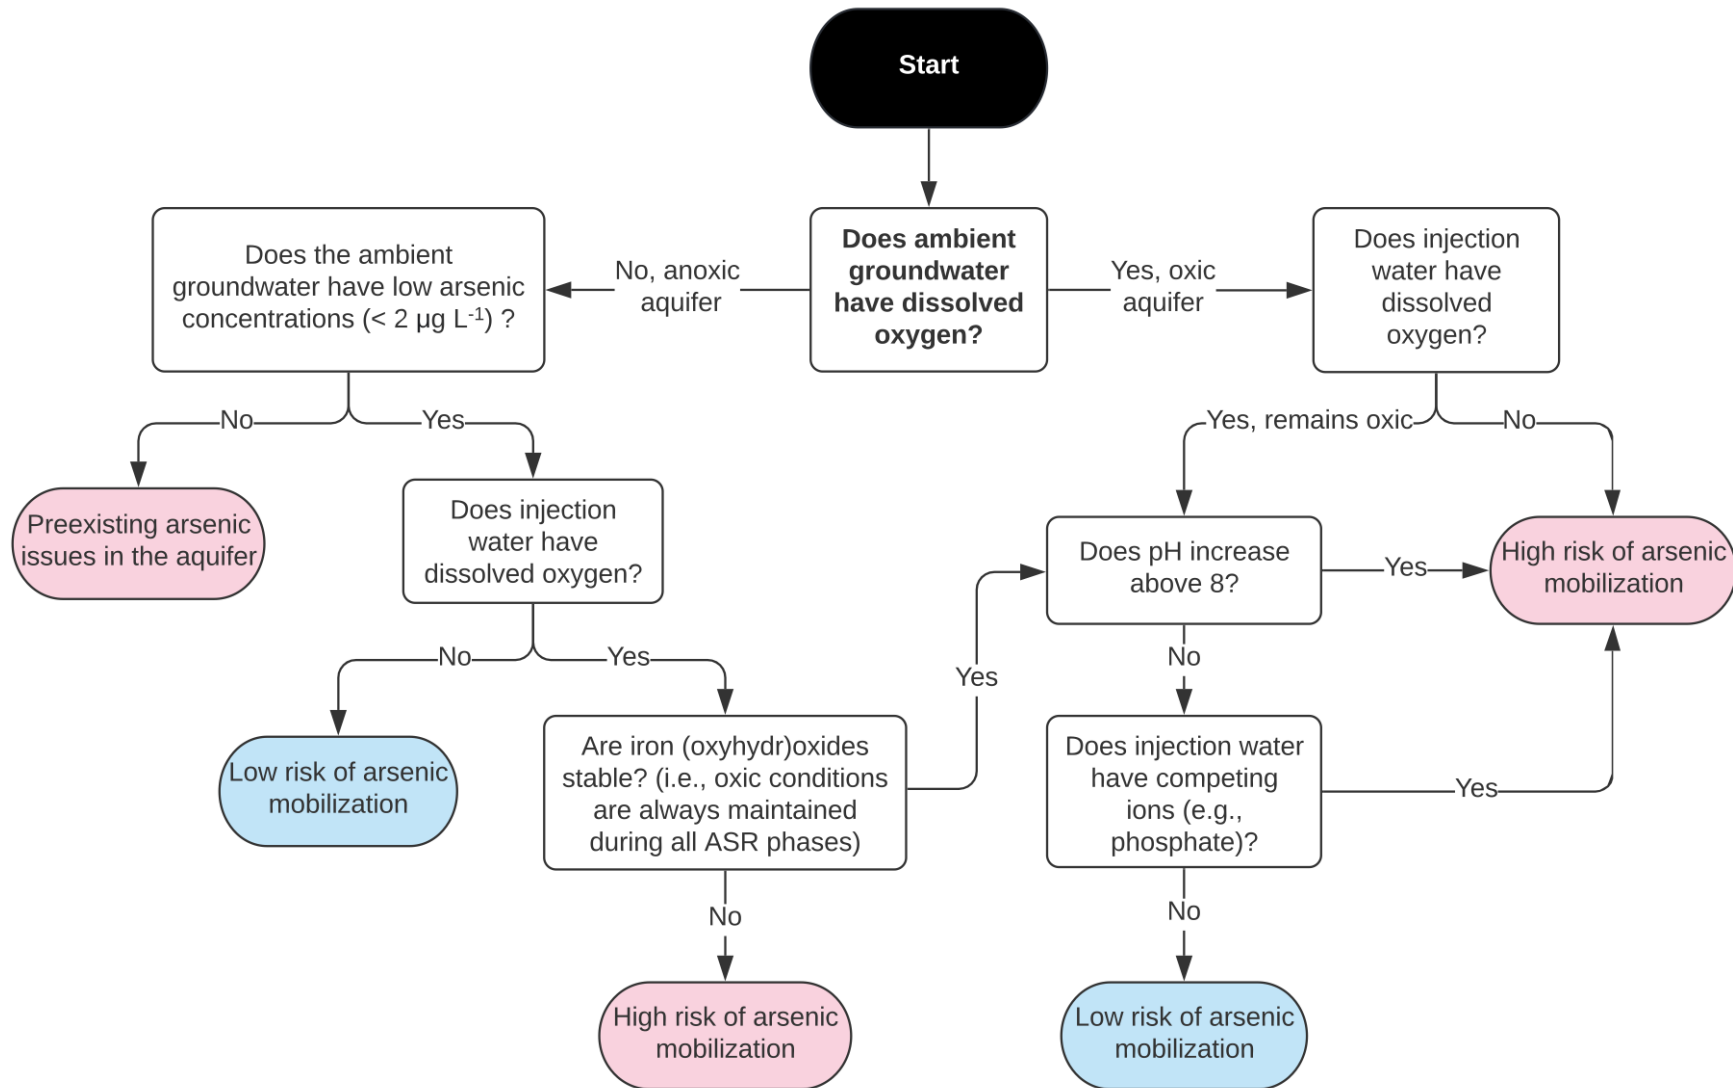 Start
Does ambient
groundwater
have dissolved
oxygen?
No, anoxic
aquifer
Yes, oxic
aquifer
Does the ambient
groundwater have low arsenic
concentrations (< 2 µg L⁻¹) ?
Does injection
water have
dissolved
oxygen?
No
Yes
Yes, remains oxic
No
Preexisting arsenic
issues in the aquifer
Does injection
water have
dissolved oxygen?
Does pH increase
above 8?
Yes
High risk of arsenic
mobilization
No
Yes
Yes
No
Low risk of arsenic
mobilization
Are iron (oxyhydr)oxides
stable? (i.e., oxic conditions
are always maintained
during all ASR phases)
Does injection water
have competing
ions (e.g.,
phosphate)?
Yes
No
No
High risk of arsenic
mobilization
Low risk of arsenic
mobilization